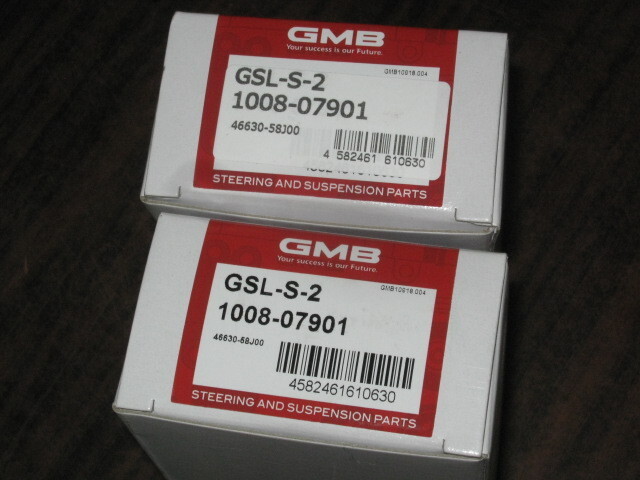 GMB
Your success is our Future.
GMB10018 004
GSL-S-2
1008-07901
46630-58J00
4 582461 610630
STEERING AND SUSPENSION PARTS
GMB
Your success is our Future.
GMB10018 004
GSL-S-2
1008-07901
46630-58J00
4582461610630
STEERING AND SUSPENSION PARTS